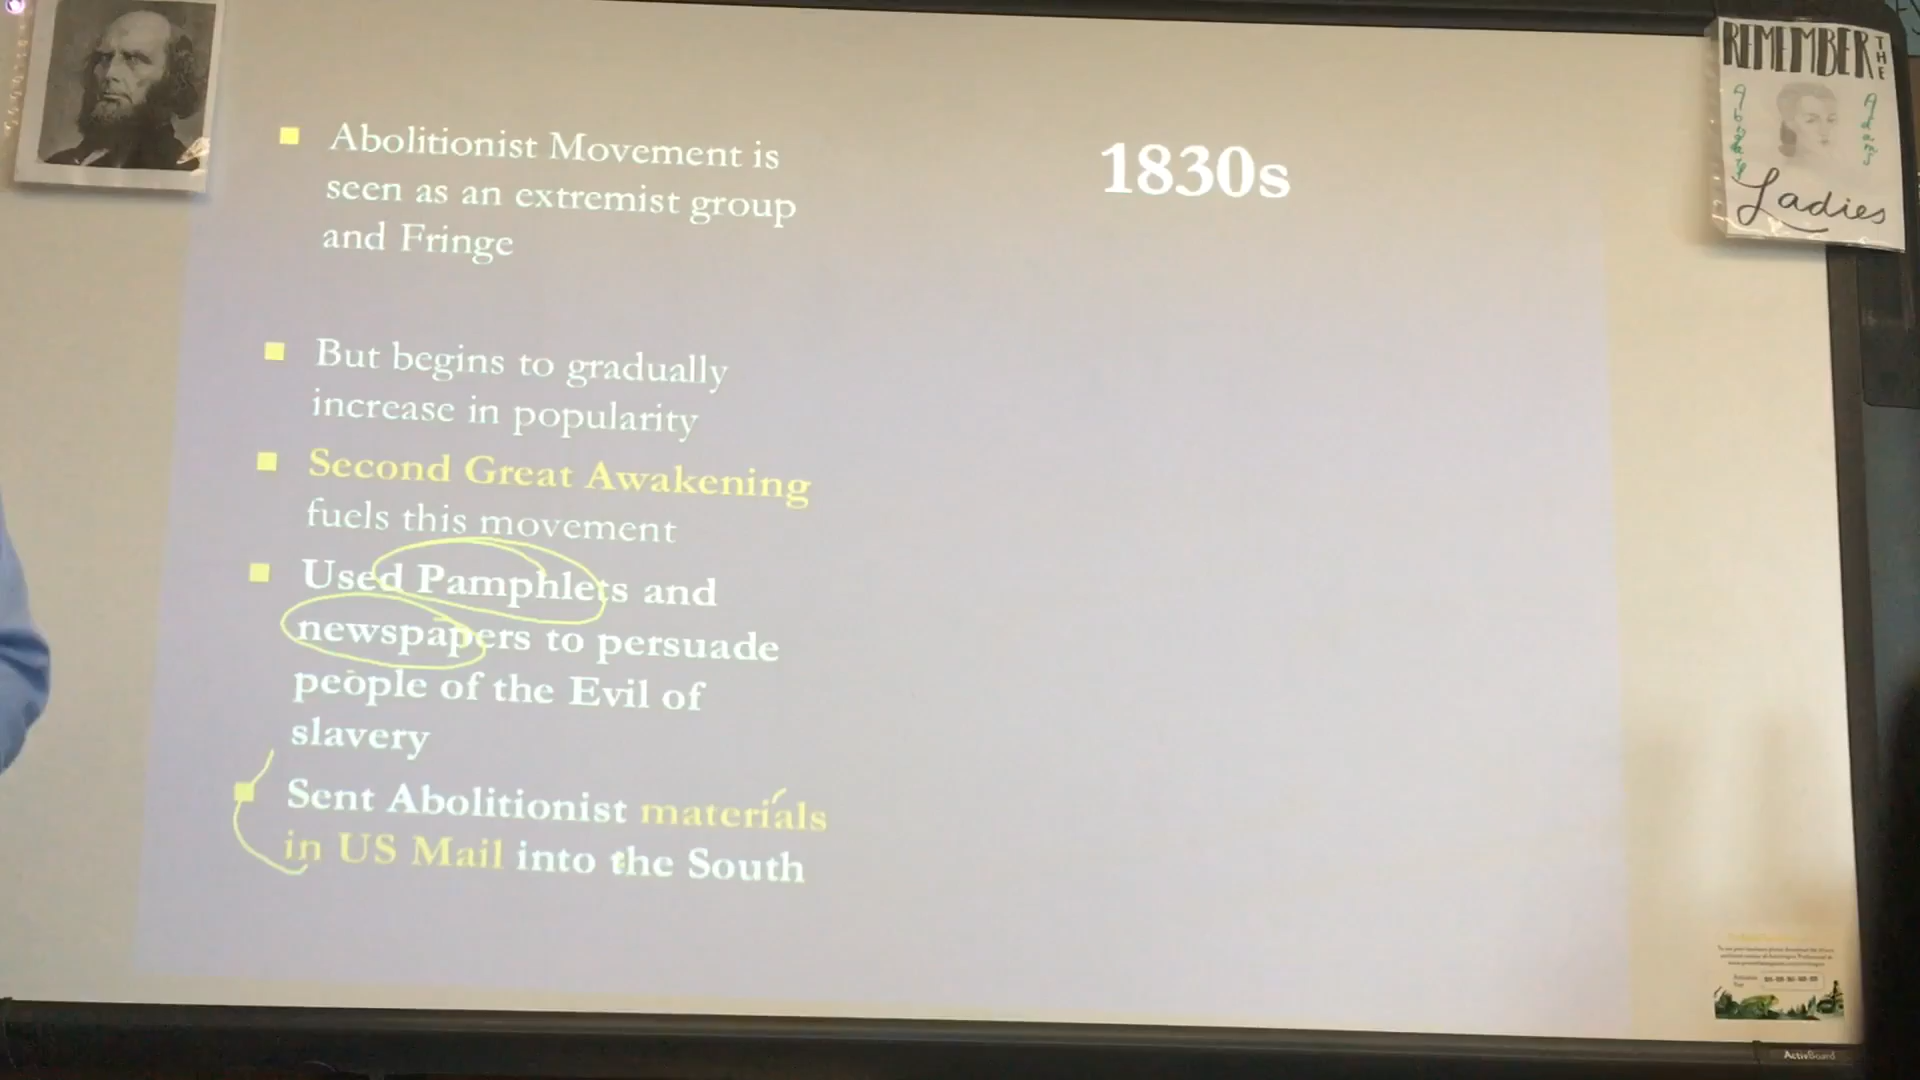 Abolitionist Movement is
seen as an extremist group
and Fringe
But begins to gradually
increase in popularity
Second Great Awakening
fuels this movement
Used Pamphlets and
newspapers to persuade
people of the Evil of
slavery
Sent Abolitionist materials
in US Mail into the South
1830s
REMEMBER THE
Abigail
Adams
Ladies
ActivBoard